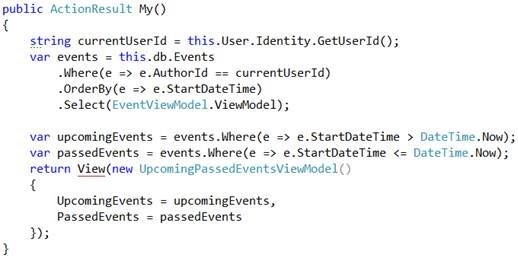 public ActionResult My()
{
    string currentUserId = this.User.Identity.GetUserId();
    var events = this.db.Events
        .Where(e => e.AuthorId == currentUserId)
        .OrderBy(e => e.StartDateTime)
        .Select(EventViewModel.ViewModel);

    var upcomingEvents = events.Where(e => e.StartDateTime > DateTime.Now);
    var passedEvents = events.Where(e => e.StartDateTime <= DateTime.Now);
    return View(new UpcomingPassedEventsViewModel()
    {
        UpcomingEvents = upcomingEvents,
        PassedEvents = passedEvents
    });
}